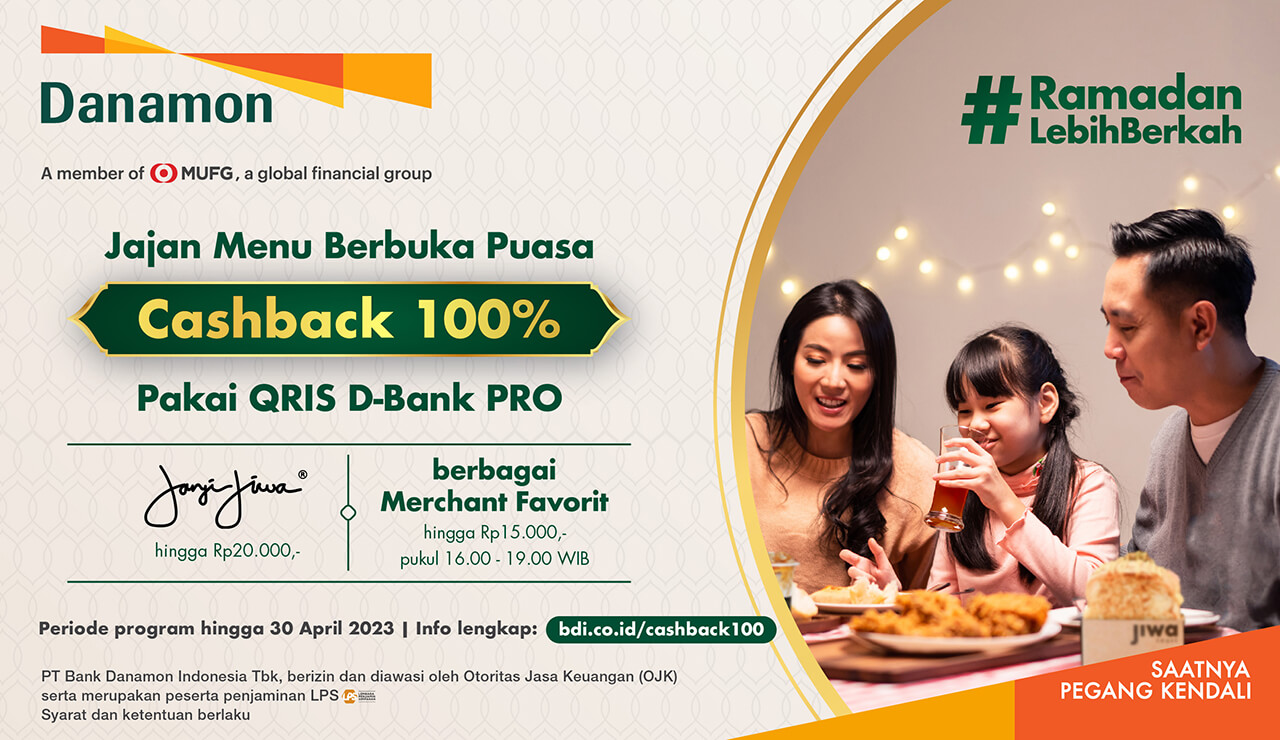 Danamon
A member of MUFG, a global financial group
#Ramadan
LebihBerkah
Jajan Menu Berbuka Puasa
Cashback 100%
Pakai QRIS D-Bank PRO
Janji Jiwa®
hingga Rp20.000,-
berbagai
Merchant Favorit
hingga Rp15.000,-
pukul 16.00 - 19.00 WIB
Periode program hingga 30 April 2023 | Info lengkap: bdi.co.id/cashback100
PT Bank Danamon Indonesia Tbk, berizin dan diawasi oleh Otoritas Jasa Keuangan (OJK)
serta merupakan peserta penjaminan LPS LPS
Syarat dan ketentuan berlaku
jiwa
SAATNYA
PEGANG KENDALI